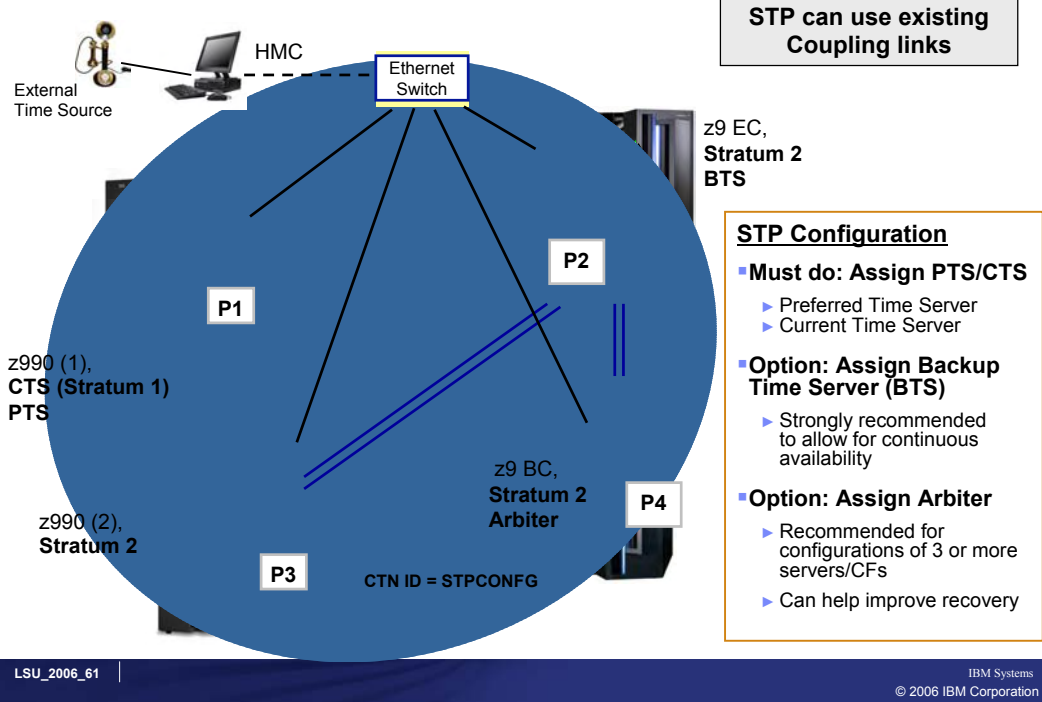 STP can use existing
Coupling links
HMC
Ethernet
Switch
External
Time Source
z9 EC,
Stratum 2
BTS
P2
P1
z990 (1),
CTS (Stratum 1)
PTS
z9 BC,
Stratum 2
Arbiter
P4
z990 (2),
Stratum 2
P3
CTN ID = STPCONFG
STP Configuration
▪Must do: Assign PTS/CTS
► Preferred Time Server
► Current Time Server
▪Option: Assign Backup
Time Server (BTS)
► Strongly recommended
to allow for continuous
availability
▪Option: Assign Arbiter
► Recommended for
configurations of 3 or more
servers/CFs
► Can help improve recovery
LSU_2006_61
IBM Systems
© 2006 IBM Corporation